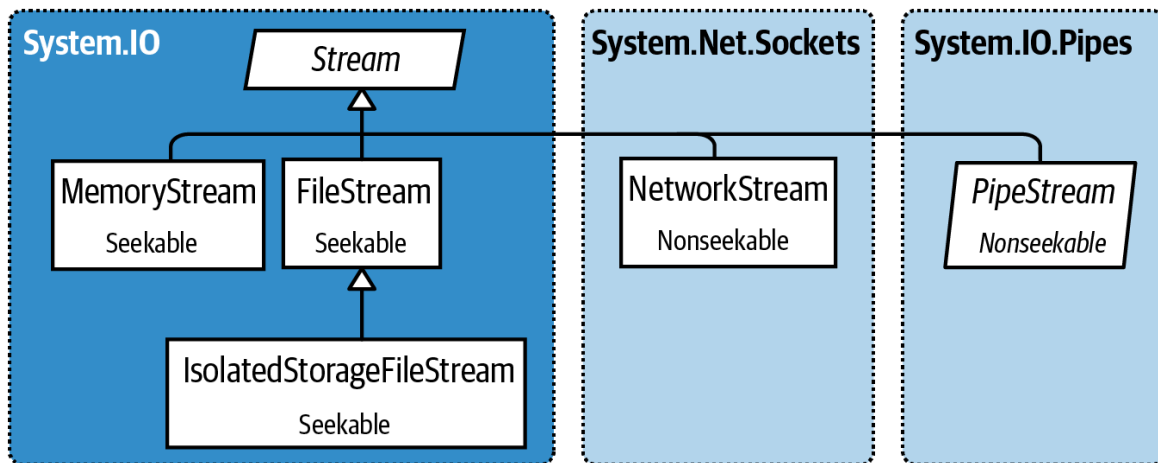 System.IO
Stream
MemoryStream
Seekable
FileStream
Seekable
IsolatedStorageFileStream
Seekable
System.Net.Sockets
NetworkStream
Nonseekable
System.IO.Pipes
PipeStream
Nonseekable